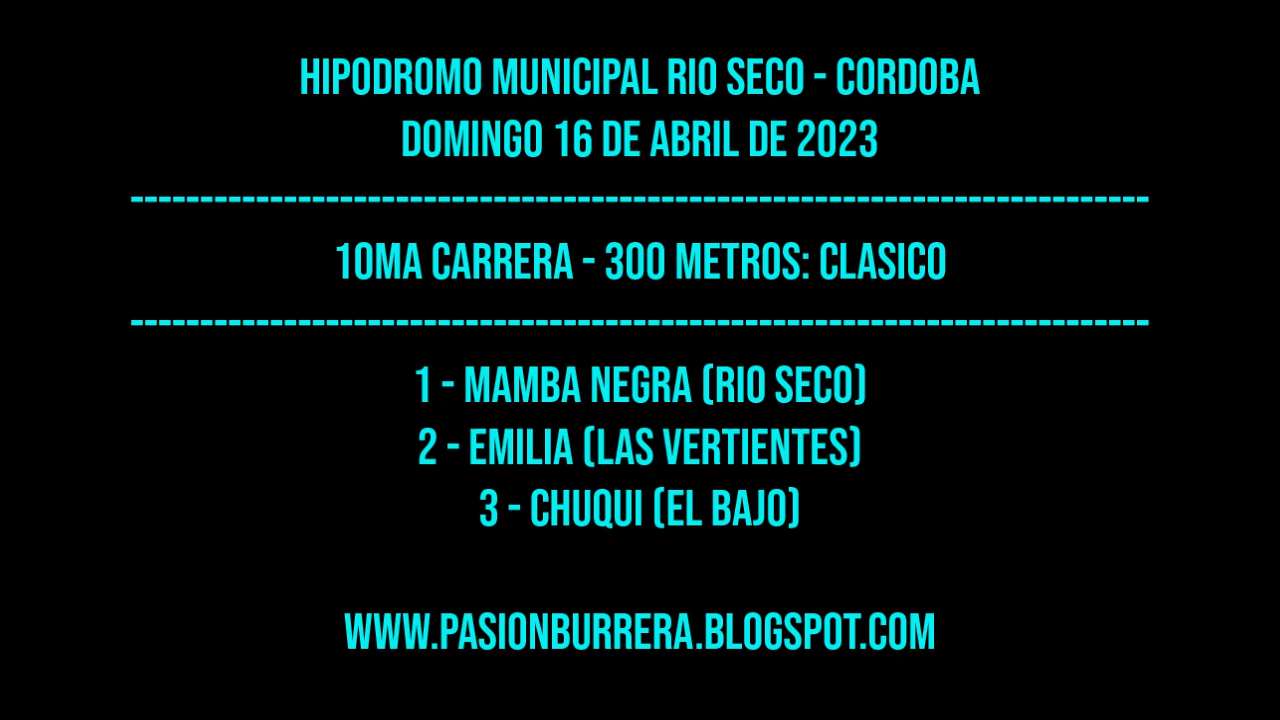 HIPODROMO MUNICIPAL RIO SECO - CORDOBA
DOMINGO 16 DE ABRIL DE 2023
-------------------------------------------------------------------------
10MA CARRERA - 300 METROS: CLASICO
-------------------------------------------------------------------------
1 - MAMBA NEGRA (RIO SECO)
2 - EMILIA (LAS VERTIENTES)
3 - CHUQUI (EL BAJO)
WWW.PASIONBURRERA.BLOGSPOT.COM